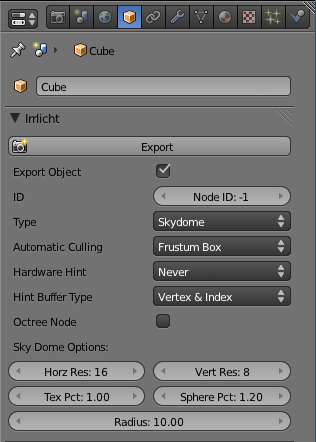 Cube
Cube
Irrlicht
Export
Export Object
ID Node ID: -1
Type Skydome
Automatic Culling Frustum Box
Hardware Hint Never
Hint Buffer Type Vertex & Index
Octree Node
Sky Dome Options:
Horz Res: 16 Vert Res: 8
Tex Pct: 1.00 Sphere Pct: 1.20
Radius: 10.00